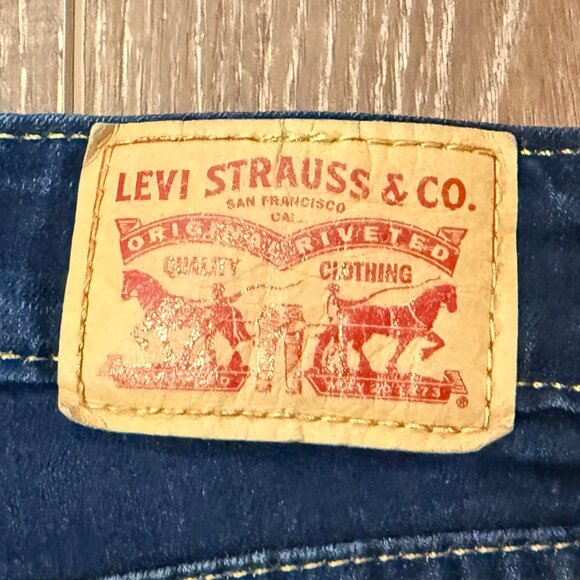 LEVI STRAUSS & CO.
SAN FRANCISCO
CAL.
ORIGINAL RIVETED
QUALITY CLOTHING
®